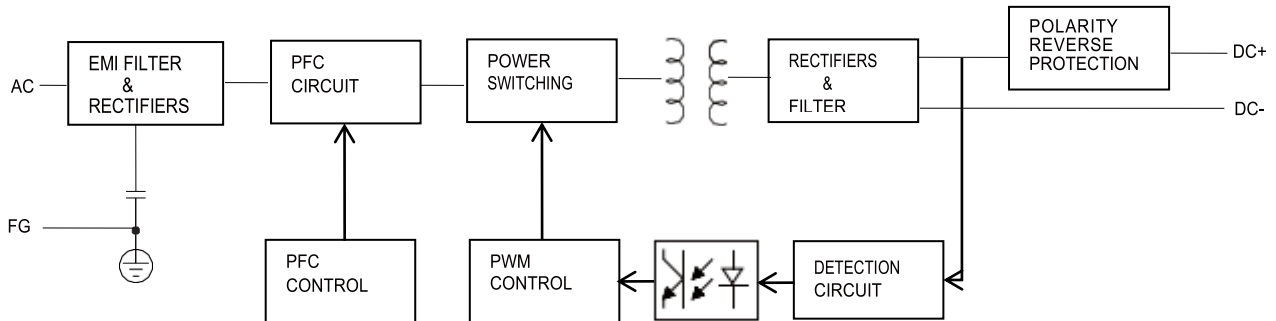 AC
EMI FILTER
&
RECTIFIERS
PFC
CIRCUIT
POWER
SWITCHING
RECTIFIERS
&
FILTER
POLARITY
REVERSE
PROTECTION
DC+
DC-
FG
PFC
CONTROL
PWM
CONTROL
DETECTION
CIRCUIT